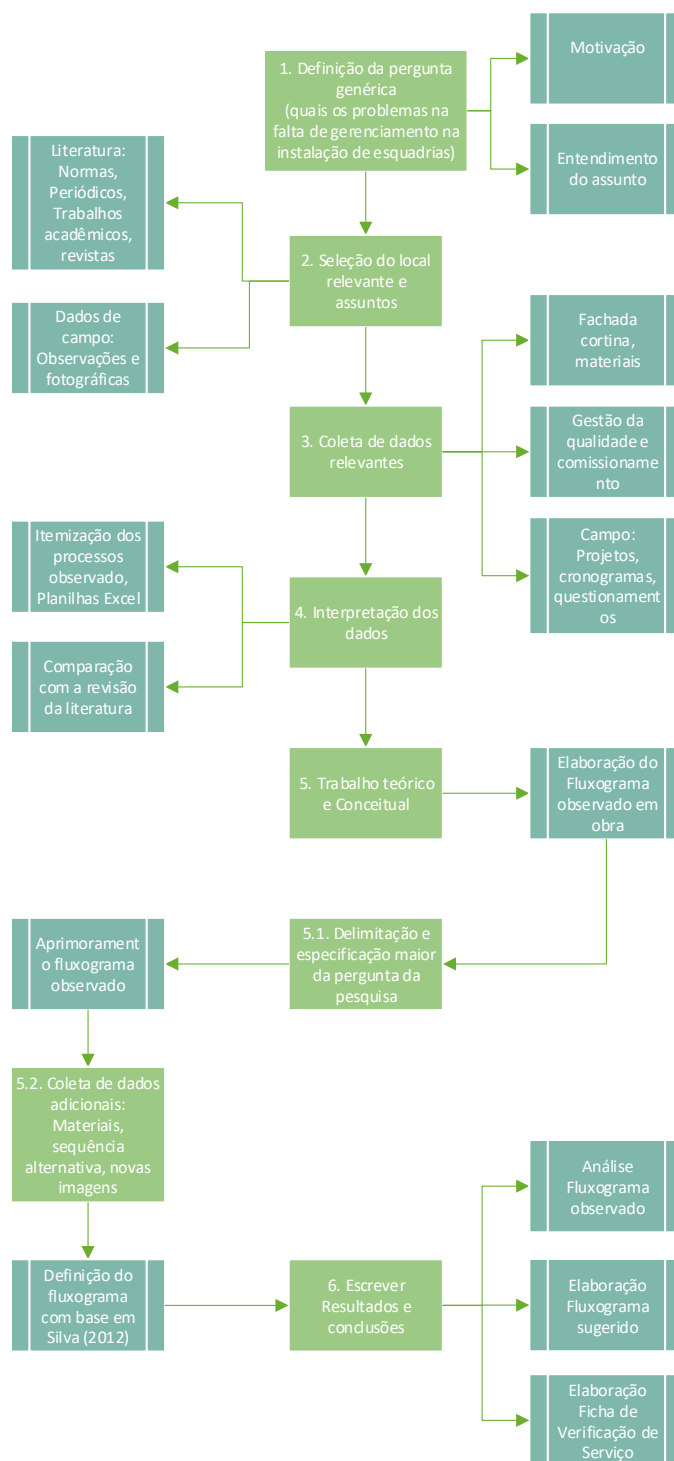 1. Definição da pergunta
genérica
(quais os problemas na
falta de gerenciamento na
instalação de esquadrias)
Motivação
Entendimento
do assunto
Literatura:
Normas,
Periódicos,
Trabalhos
acadêmicos,
revistas
2. Seleção do local
relevante e
assuntos
Dados de
campo:
Observações e
fotográficas
Fachada
cortina,
materiais
3. Coleta de dados
relevantes
Gestão da
qualidade e
comissioname
nto
Campo:
Projetos,
cronogramas,
questionament
os
Itemização dos
processos
observado,
Planilhas Excel
4. Interpretação dos
dados
Comparação
com a revisão
da literatura
5. Trabalho teórico
e Conceitual
Elaboração do
Fluxograma
observado em
obra
5.1. Delimitação e
especificação maior
da pergunta da
pesquisa
Aprimorament
o fluxograma
observado
5.2. Coleta de dados
adicionais:
Materiais,
sequência
alternativa, novas
imagens
Definição do
fluxograma
com base em
Silva (2012)
6. Escrever
Resultados e
conclusões
Análise
Fluxograma
observado
Elaboração
Fluxograma
sugerido
Elaboração
Ficha de
Verificação de
Serviço